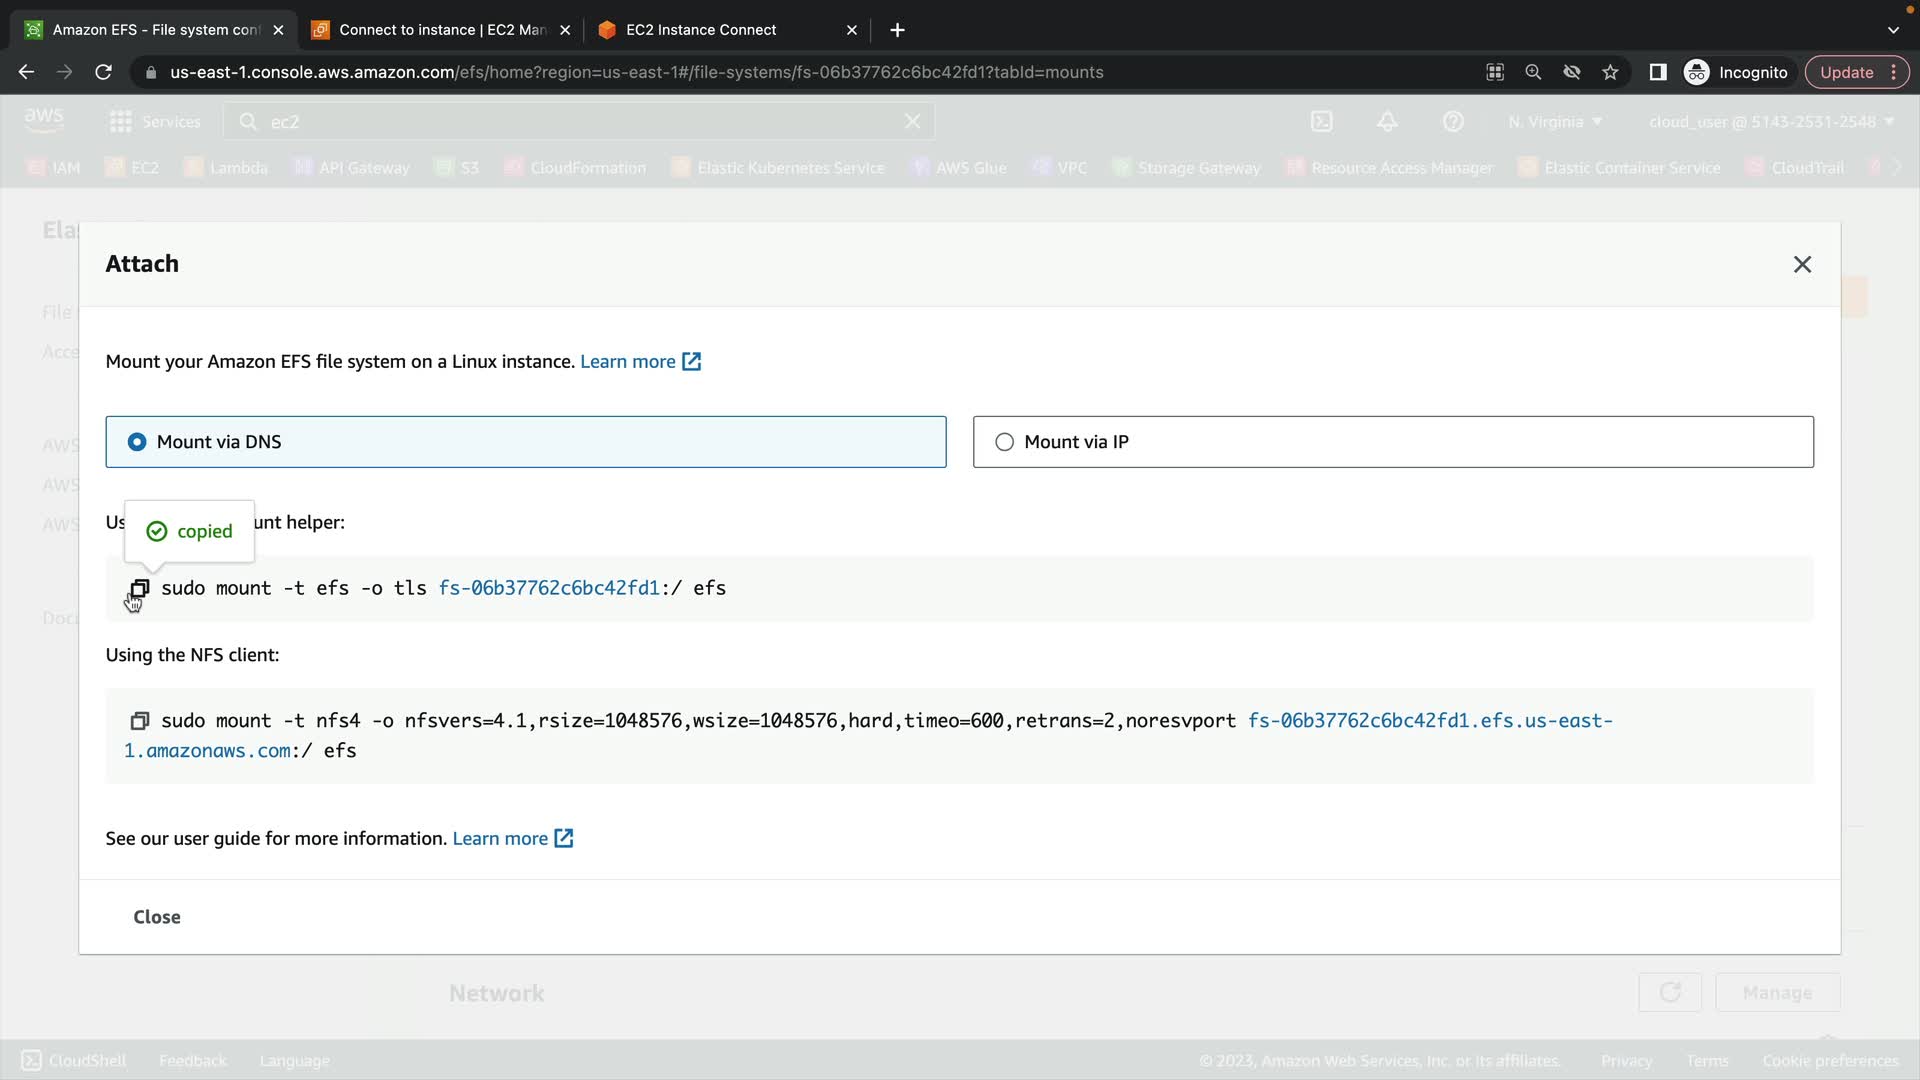 Amazon EFS - File system conf
Connect to instance | EC2 Man
EC2 Instance Connect
us-east-1.console.aws.amazon.com/efs/home?region=us-east-1#/file-systems/fs-06b37762c6bc42fd1?tabId=mounts
Incognito
Update
aws
Services
ec2
N. Virginia
cloud_user @ 5143-2531-2548
IAM
EC2
Lambda
API Gateway
S3
CloudFormation
Elastic Kubernetes Service
AWS Glue
VPC
Storage Gateway
Resource Access Manager
Elastic Container Service
CloudTrail
Attach
Mount your Amazon EFS file system on a Linux instance. Learn more
Mount via DNS
Mount via IP
copied
unt helper:
sudo mount -t efs -o tls fs-06b37762c6bc42fd1:/ efs
Using the NFS client:
sudo mount -t nfs4 -o nfsvers=4.1,rsize=1048576,wsize=1048576,hard,timeo=600,retrans=2,noresvport fs-06b37762c6bc42fd1.efs.us-east-
1.amazonaws.com:/ efs
See our user guide for more information. Learn more
Close
Ela
File
Acce
AWS
AWS
AWS
Docu
Network
Manage
CloudShell
Feedback
Language
© 2023, Amazon Web Services, Inc. or its affiliates.
Privacy
Terms
Cookie preferences